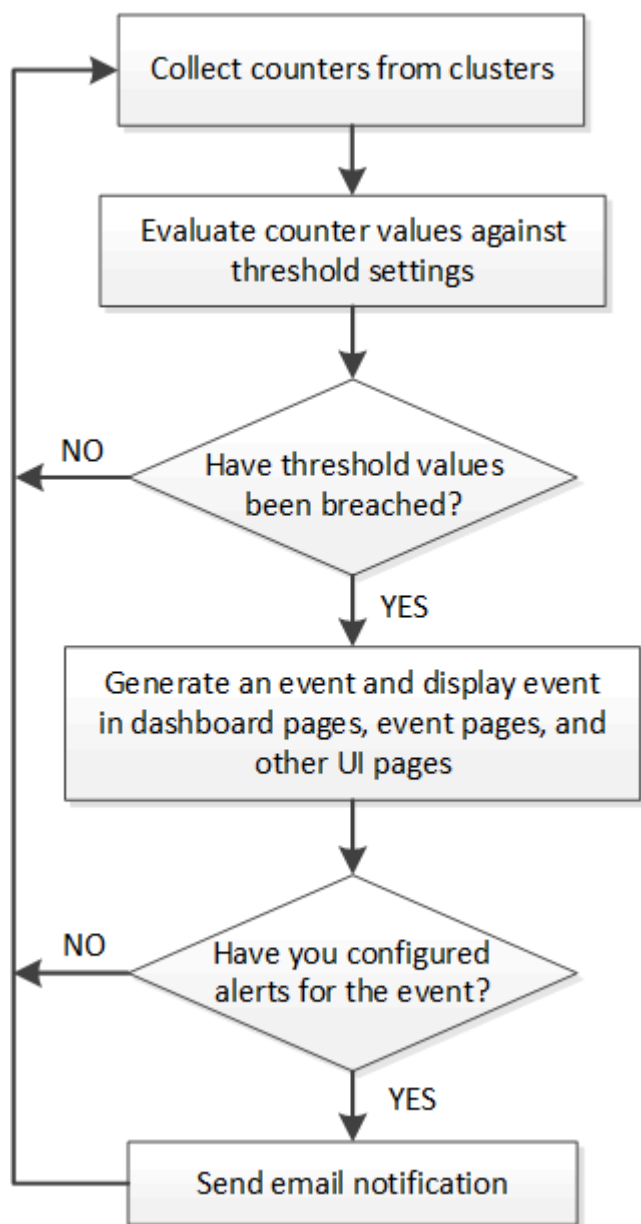 Collect counters from clusters
Evaluate counter values against
threshold settings
NO
Have threshold values
been breached?
YES
Generate an event and display event
in dashboard pages, event pages, and
other UI pages
NO
Have you configured
alerts for the event?
YES
Send email notification